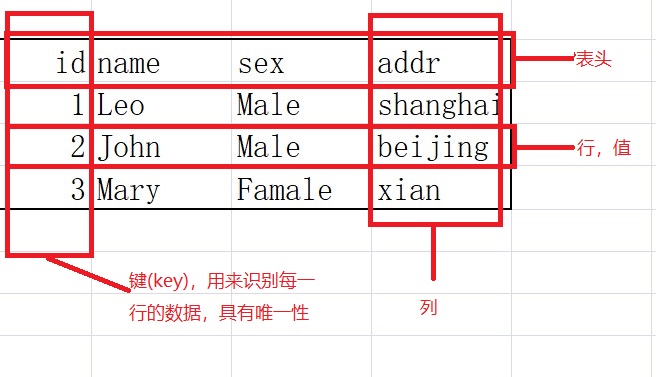 id name sex addr
表头
1 Leo Male shanghai
2 John Male beijing
行，值
3 Mary Famale xian
键(key)，用来识别每一
行的数据，具有唯一性
列